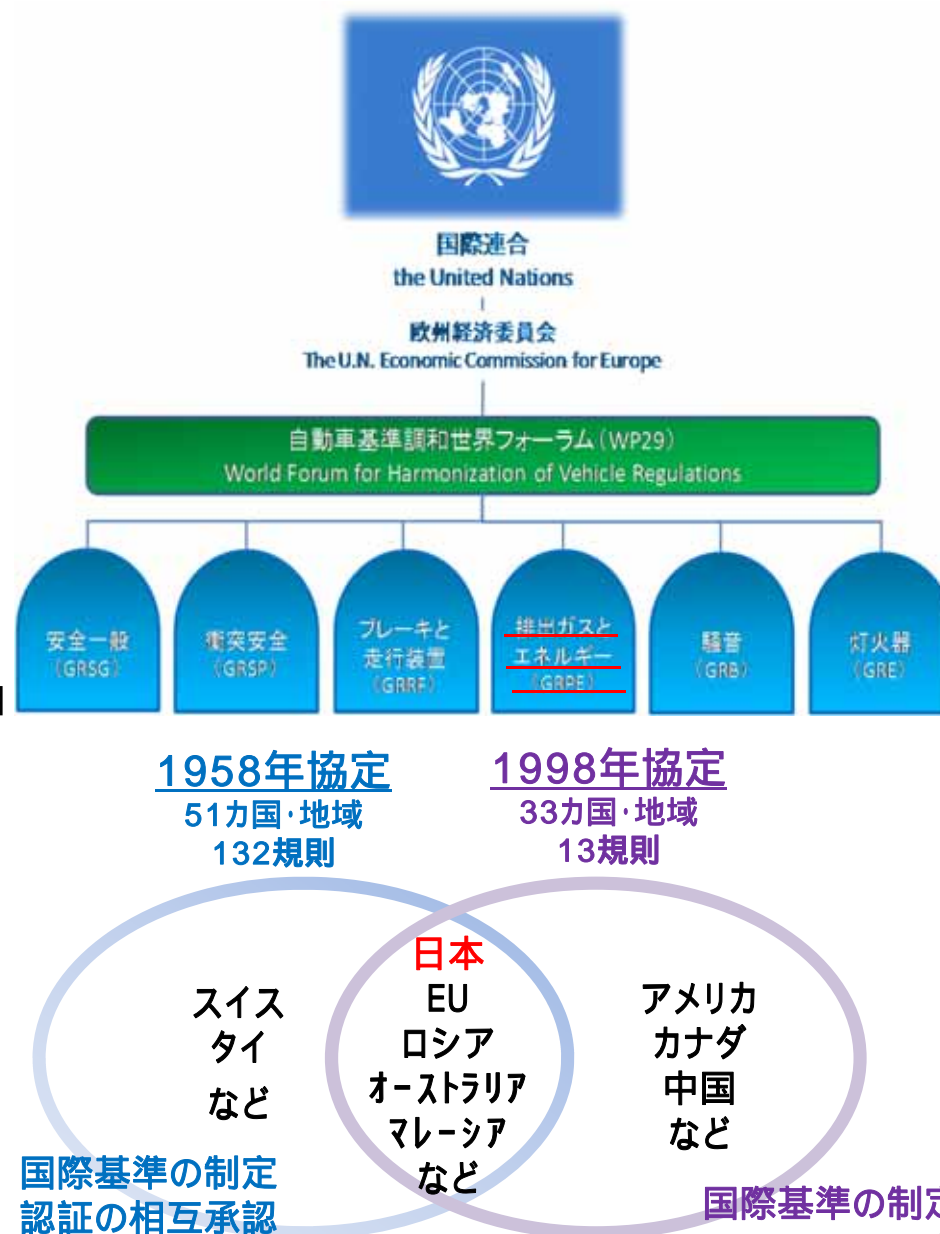 国際連合
the United Nations
欧州経済委員会
The U.N. Economic Commission for Europe
自動車基準調和世界フォーラム(WP29)
World Forum for Harmonization of Vehicle Regulations
安全一般
(GRSG)
衝突安全
(GRSP)
ブレーキと
走行装置
(GRRF)
排出ガスと
エネルギー
(GRPE)
騒音
(GRB)
灯火器
(GRE)
1958年協定
51カ国・地域
132規則
1998年協定
33カ国・地域
13規則
スイス
タイ
など
日本
EU
ロシア
オーストラリア
マレーシア
など
アメリカ
カナダ
中国
など
国際基準の制定
認証の相互承認
国際基準の制定